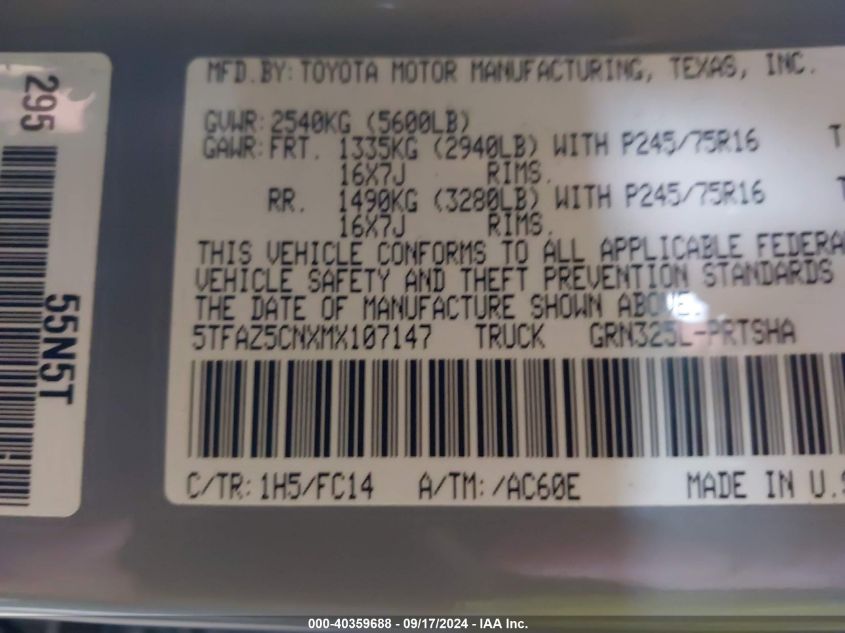 295
55N5T
MFD.BY: TOYOTA MOTOR MANUFACTURING, TEXAS, INC.
GVWR: 2540KG (5600LB)
GAWR: FRT. 1335KG (2940LB) WITH P245/75R16 T
16X7J RIMS.
RR. 1490KG (3280LB) WITH P245/75R16
16X7J RIMS.
THIS VEHICLE CONFORMS TO ALL APPLICABLE FEDERA
VEHICLE SAFETY AND THEFT PREVENTION STANDARDS
THE DATE OF MANUFACTURE SHOWN ABOVE.
5TFAZ5CNXMX107147 TRUCK GRN325L-PRTSHA
C/TR: 1H5/FC14 A/TM: /AC60E MADE IN U.S
000-40359688 - 09/17/2024 - IAA Inc.